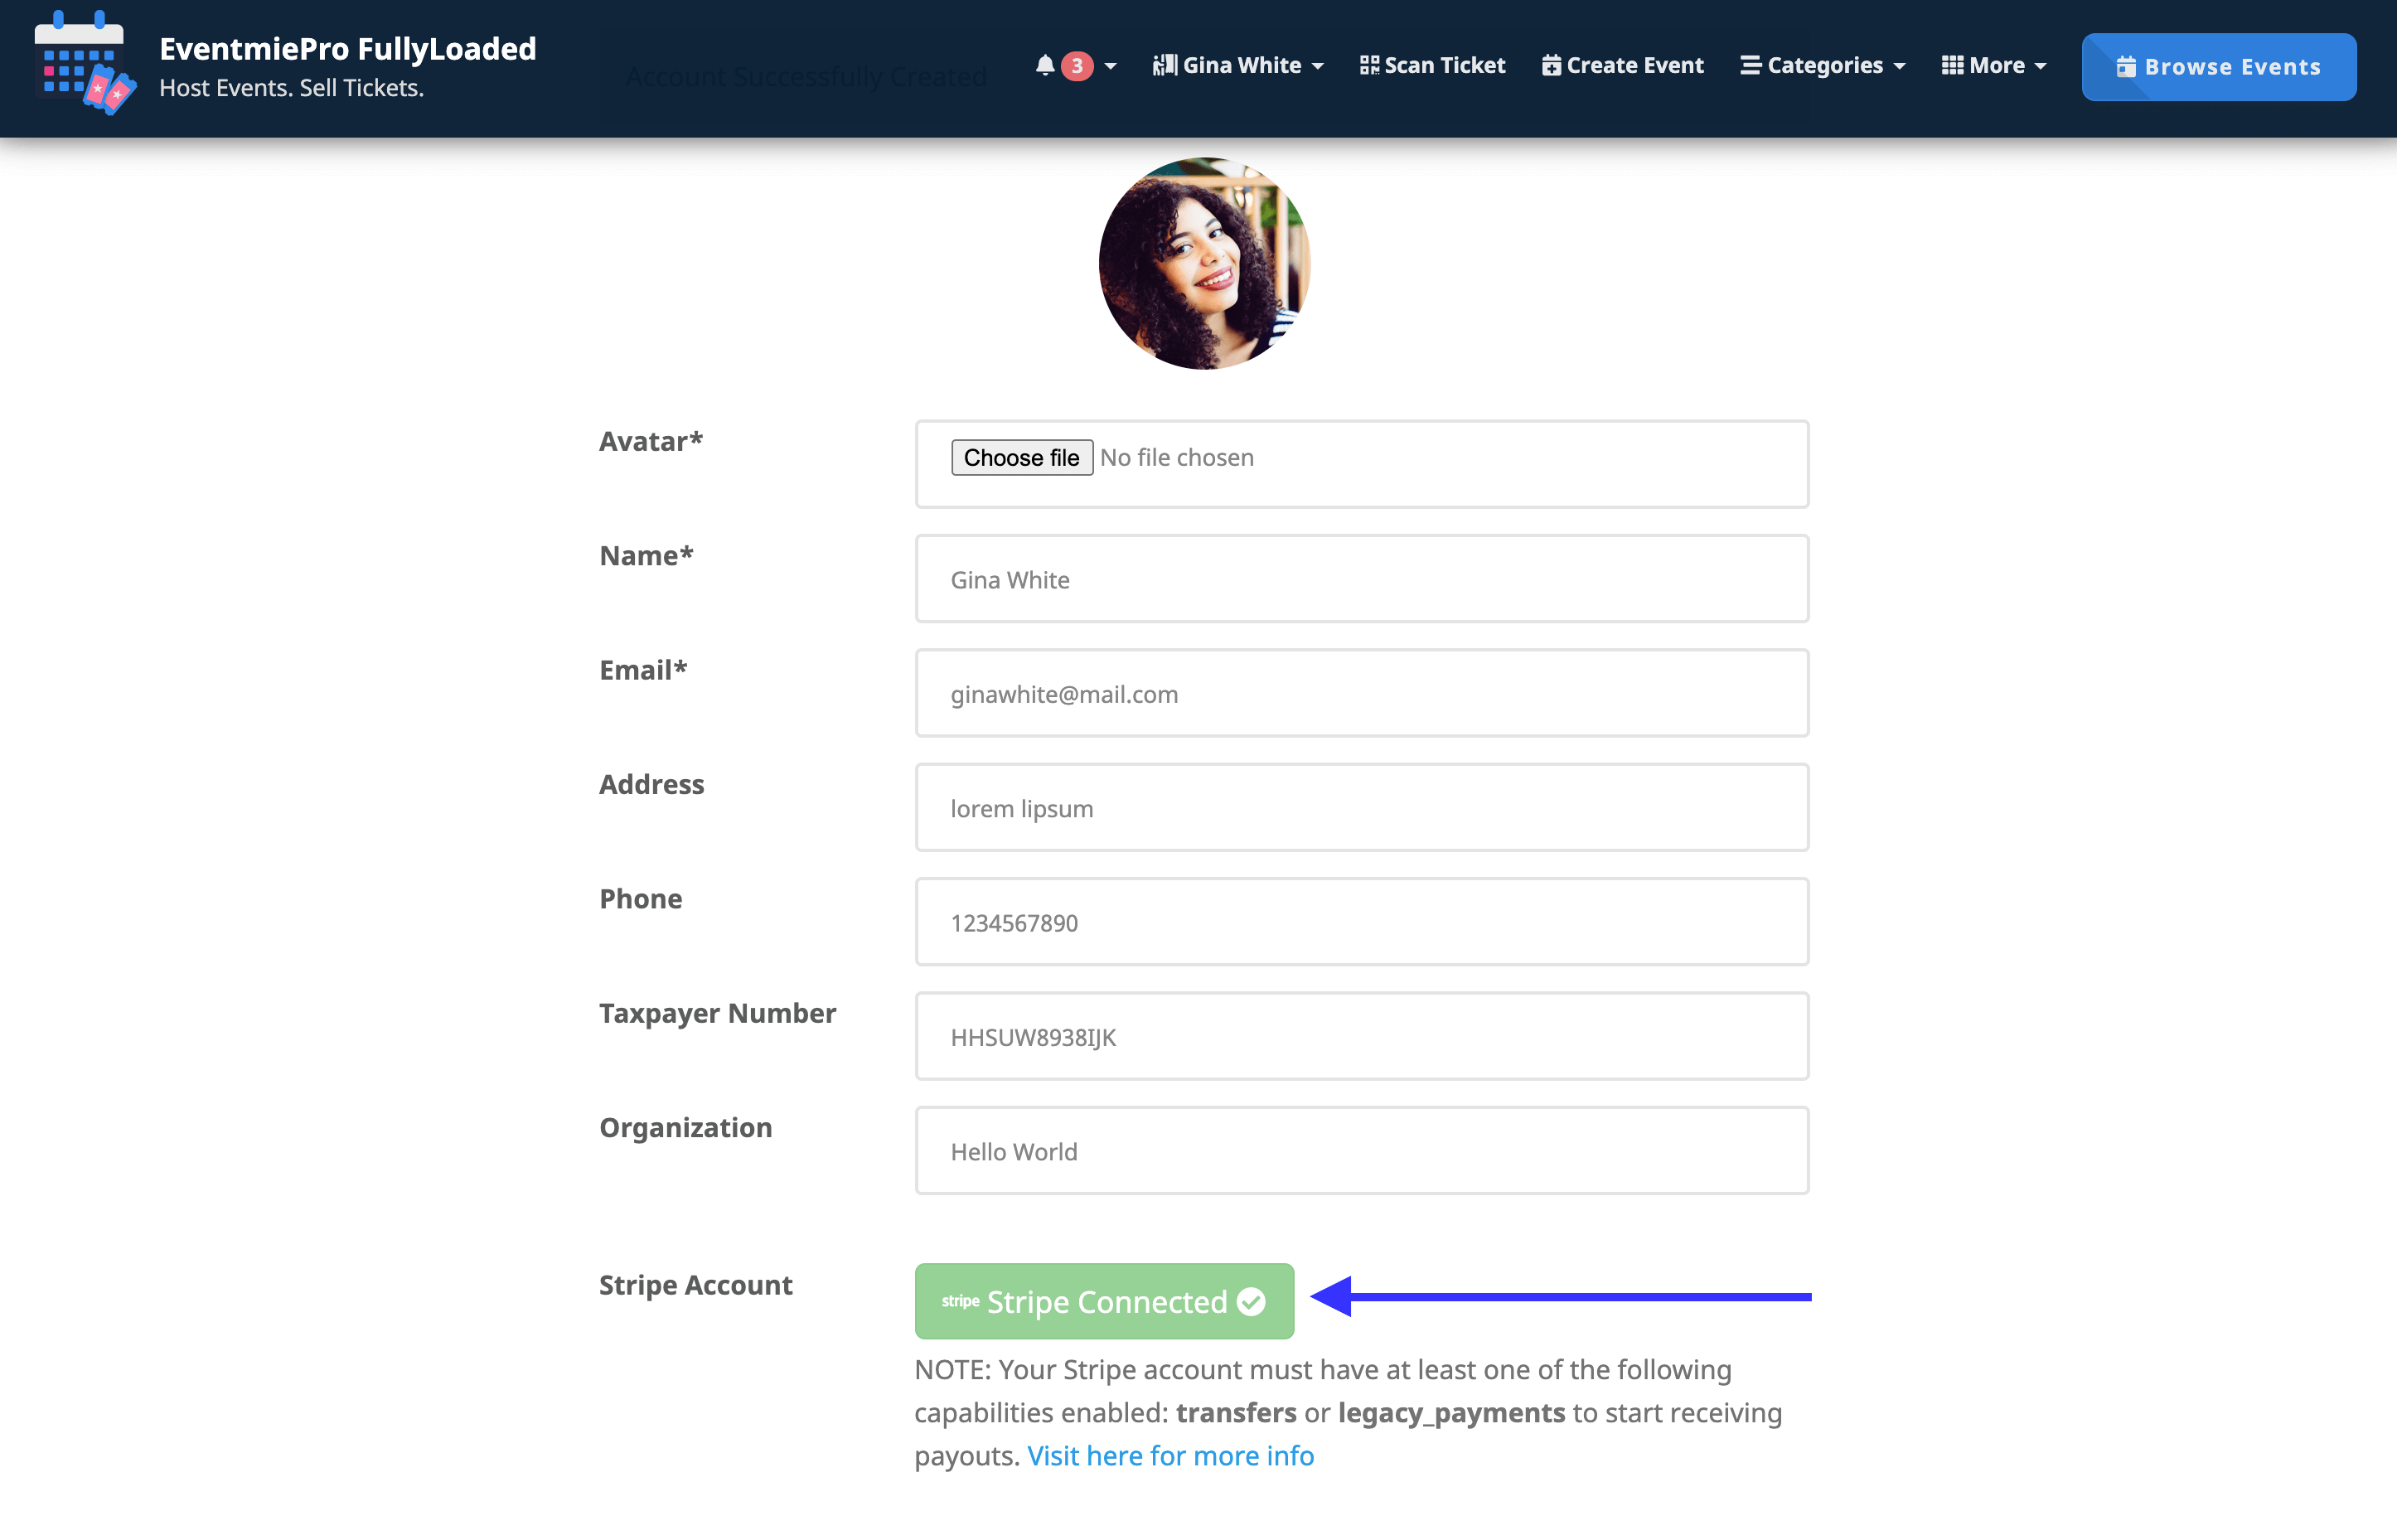 EventmiePro FullyLoaded
Host Events. Sell Tickets.
Account Successfully Created
3
Gina White
Scan Ticket
Create Event
Categories
More
Browse Events
Avatar*
Choose file No file chosen
Name*
Gina White
Email*
ginawhite@mail.com
Address
lorem lipsum
Phone
1234567890
Taxpayer Number
HHSUW8938IJK
Organization
Hello World
Stripe Account
stripe Stripe Connected
NOTE: Your Stripe account must have at least one of the following
capabilities enabled: transfers or legacy_payments to start receiving
payouts. Visit here for more info